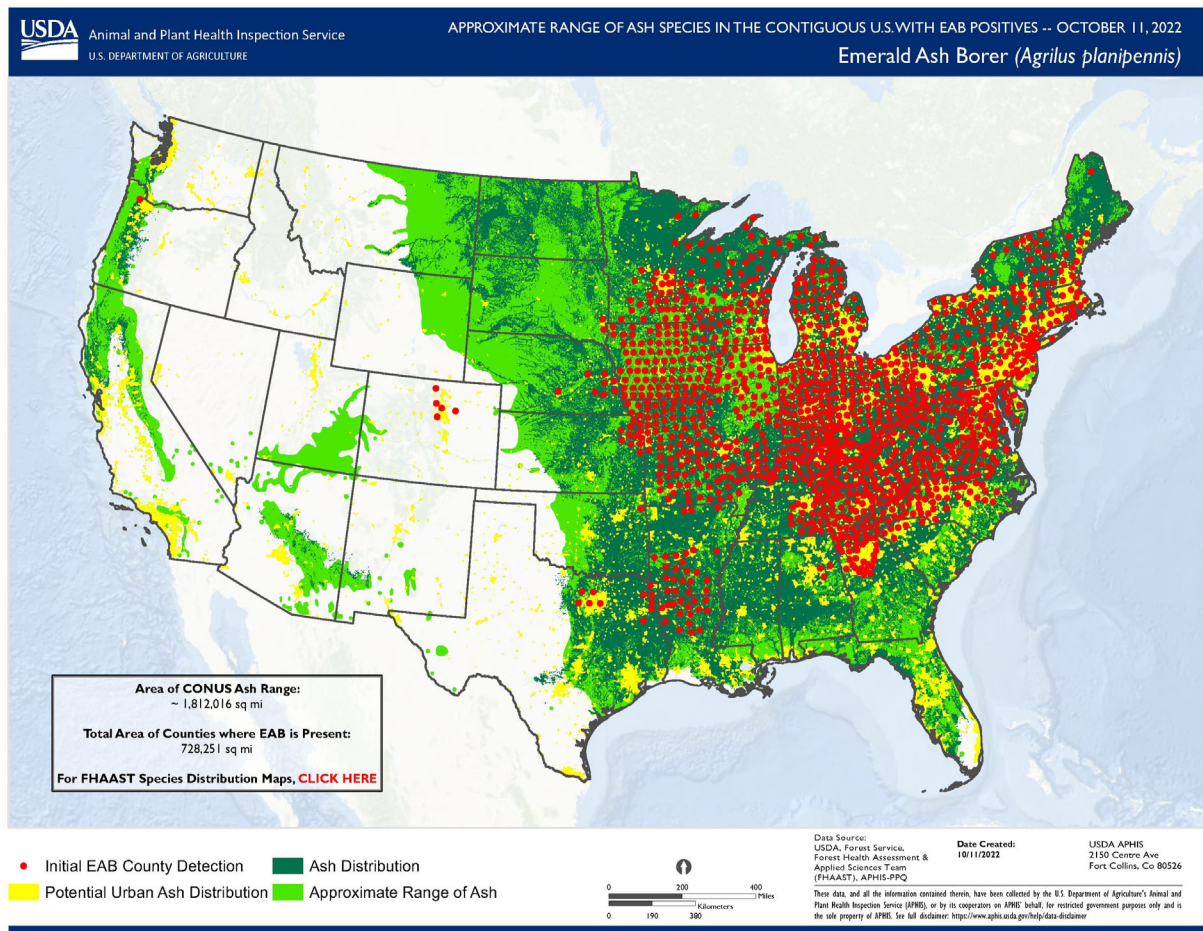 USDA
Animal and Plant Health Inspection Service
U.S. DEPARTMENT OF AGRICULTURE
APPROXIMATE RANGE OF ASH SPECIES IN THE CONTIGUOUS U.S. WITH EAB POSITIVES -- OCTOBER 11, 2022
Emerald Ash Borer (Agrilus planipennis)
Area of CONUS Ash Range:
~ 1,812,016 sq mi
Total Area of Counties where EAB is Present:
728,251 sq mi
For FHAAST Species Distribution Maps, CLICK HERE
Initial EAB County Detection
Ash Distribution
Potential Urban Ash Distribution
Approximate Range of Ash
0 200 400
Miles
Kilometers
0 190 380
Data Source:
USDA, Forest Service,
Forest Health Assessment &
Applied Sciences Team
(FHAAST), APHIS-PPQ
Date Created:
10/11/2022
USDA APHIS
2150 Centre Ave
Fort Collins, Co 80526
These data, and all the information contained therein, have been collected by the U.S. Department of Agriculture's Animal and
Plant Health Inspection Service (APHIS), or by its cooperators on APHIS' behalf, for restricted government purposes only and is
the sole property of APHIS. See full disclaimer: https://www.aphis.usda.gov/help/data-disclaimer